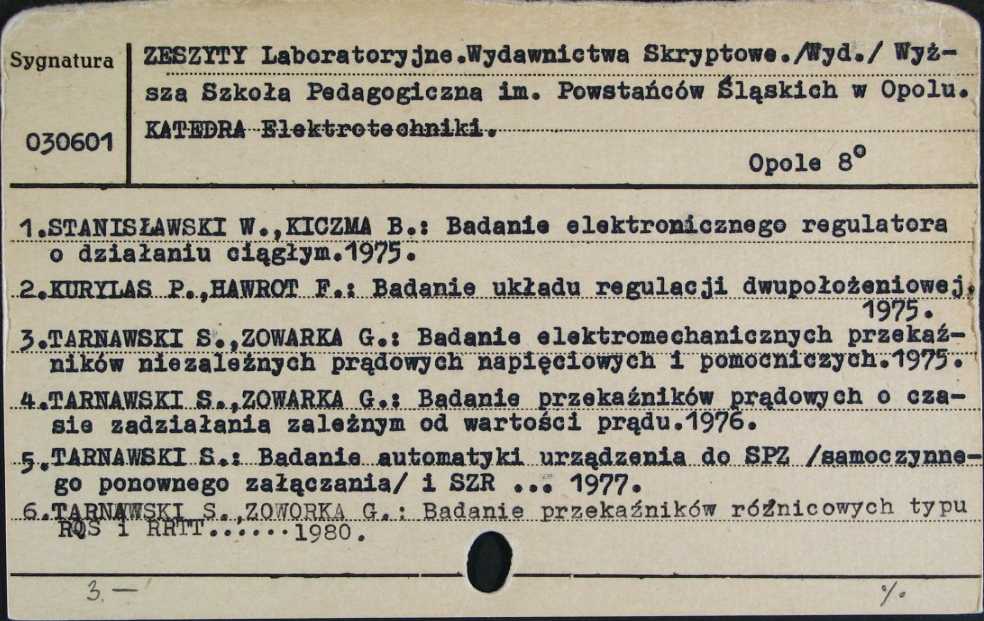 Sygnatura
030601
ZESZYTY Laboratoryjne.Wydawnictwa Skryptowe./Wyd./ Wyż-
sza Szkoła Pedagogiczna im. Powstańców Śląskich w Opolu.
KATEDRA Elektrotechniki.
Opole 8°
1.STANISŁAWSKI W.,KICZMA B.: Badanie elektronicznego regulatora
o działaniu ciągłym.1975.
2.KURYLAS P.,HAWROT F.: Badanie układu regulacji dwupołożeniowej.
1975.
3.TARNAWSKI S.,ZOWARKA G.: Badanie elektromechanicznych przekaź-
ników niezależnych prądowych napięciowych i pomocniczych.1975.
4.TARNAWSKI S.,ZOWARKA G.: Badanie przekaźników prądowych o cza-
sie zadziałania zależnym od wartości prądu.1976.
5.TARNAWSKI S.: Badanie automatyki urządzenia do SPZ /samoczynne-
go ponownego załączania/ i SZR ... 1977.
6.TARNAWSKI S.,ZOWORKA G.: Badanie przekaźników różnicowych typu
RQS i RRTT......1980.
3.— %.